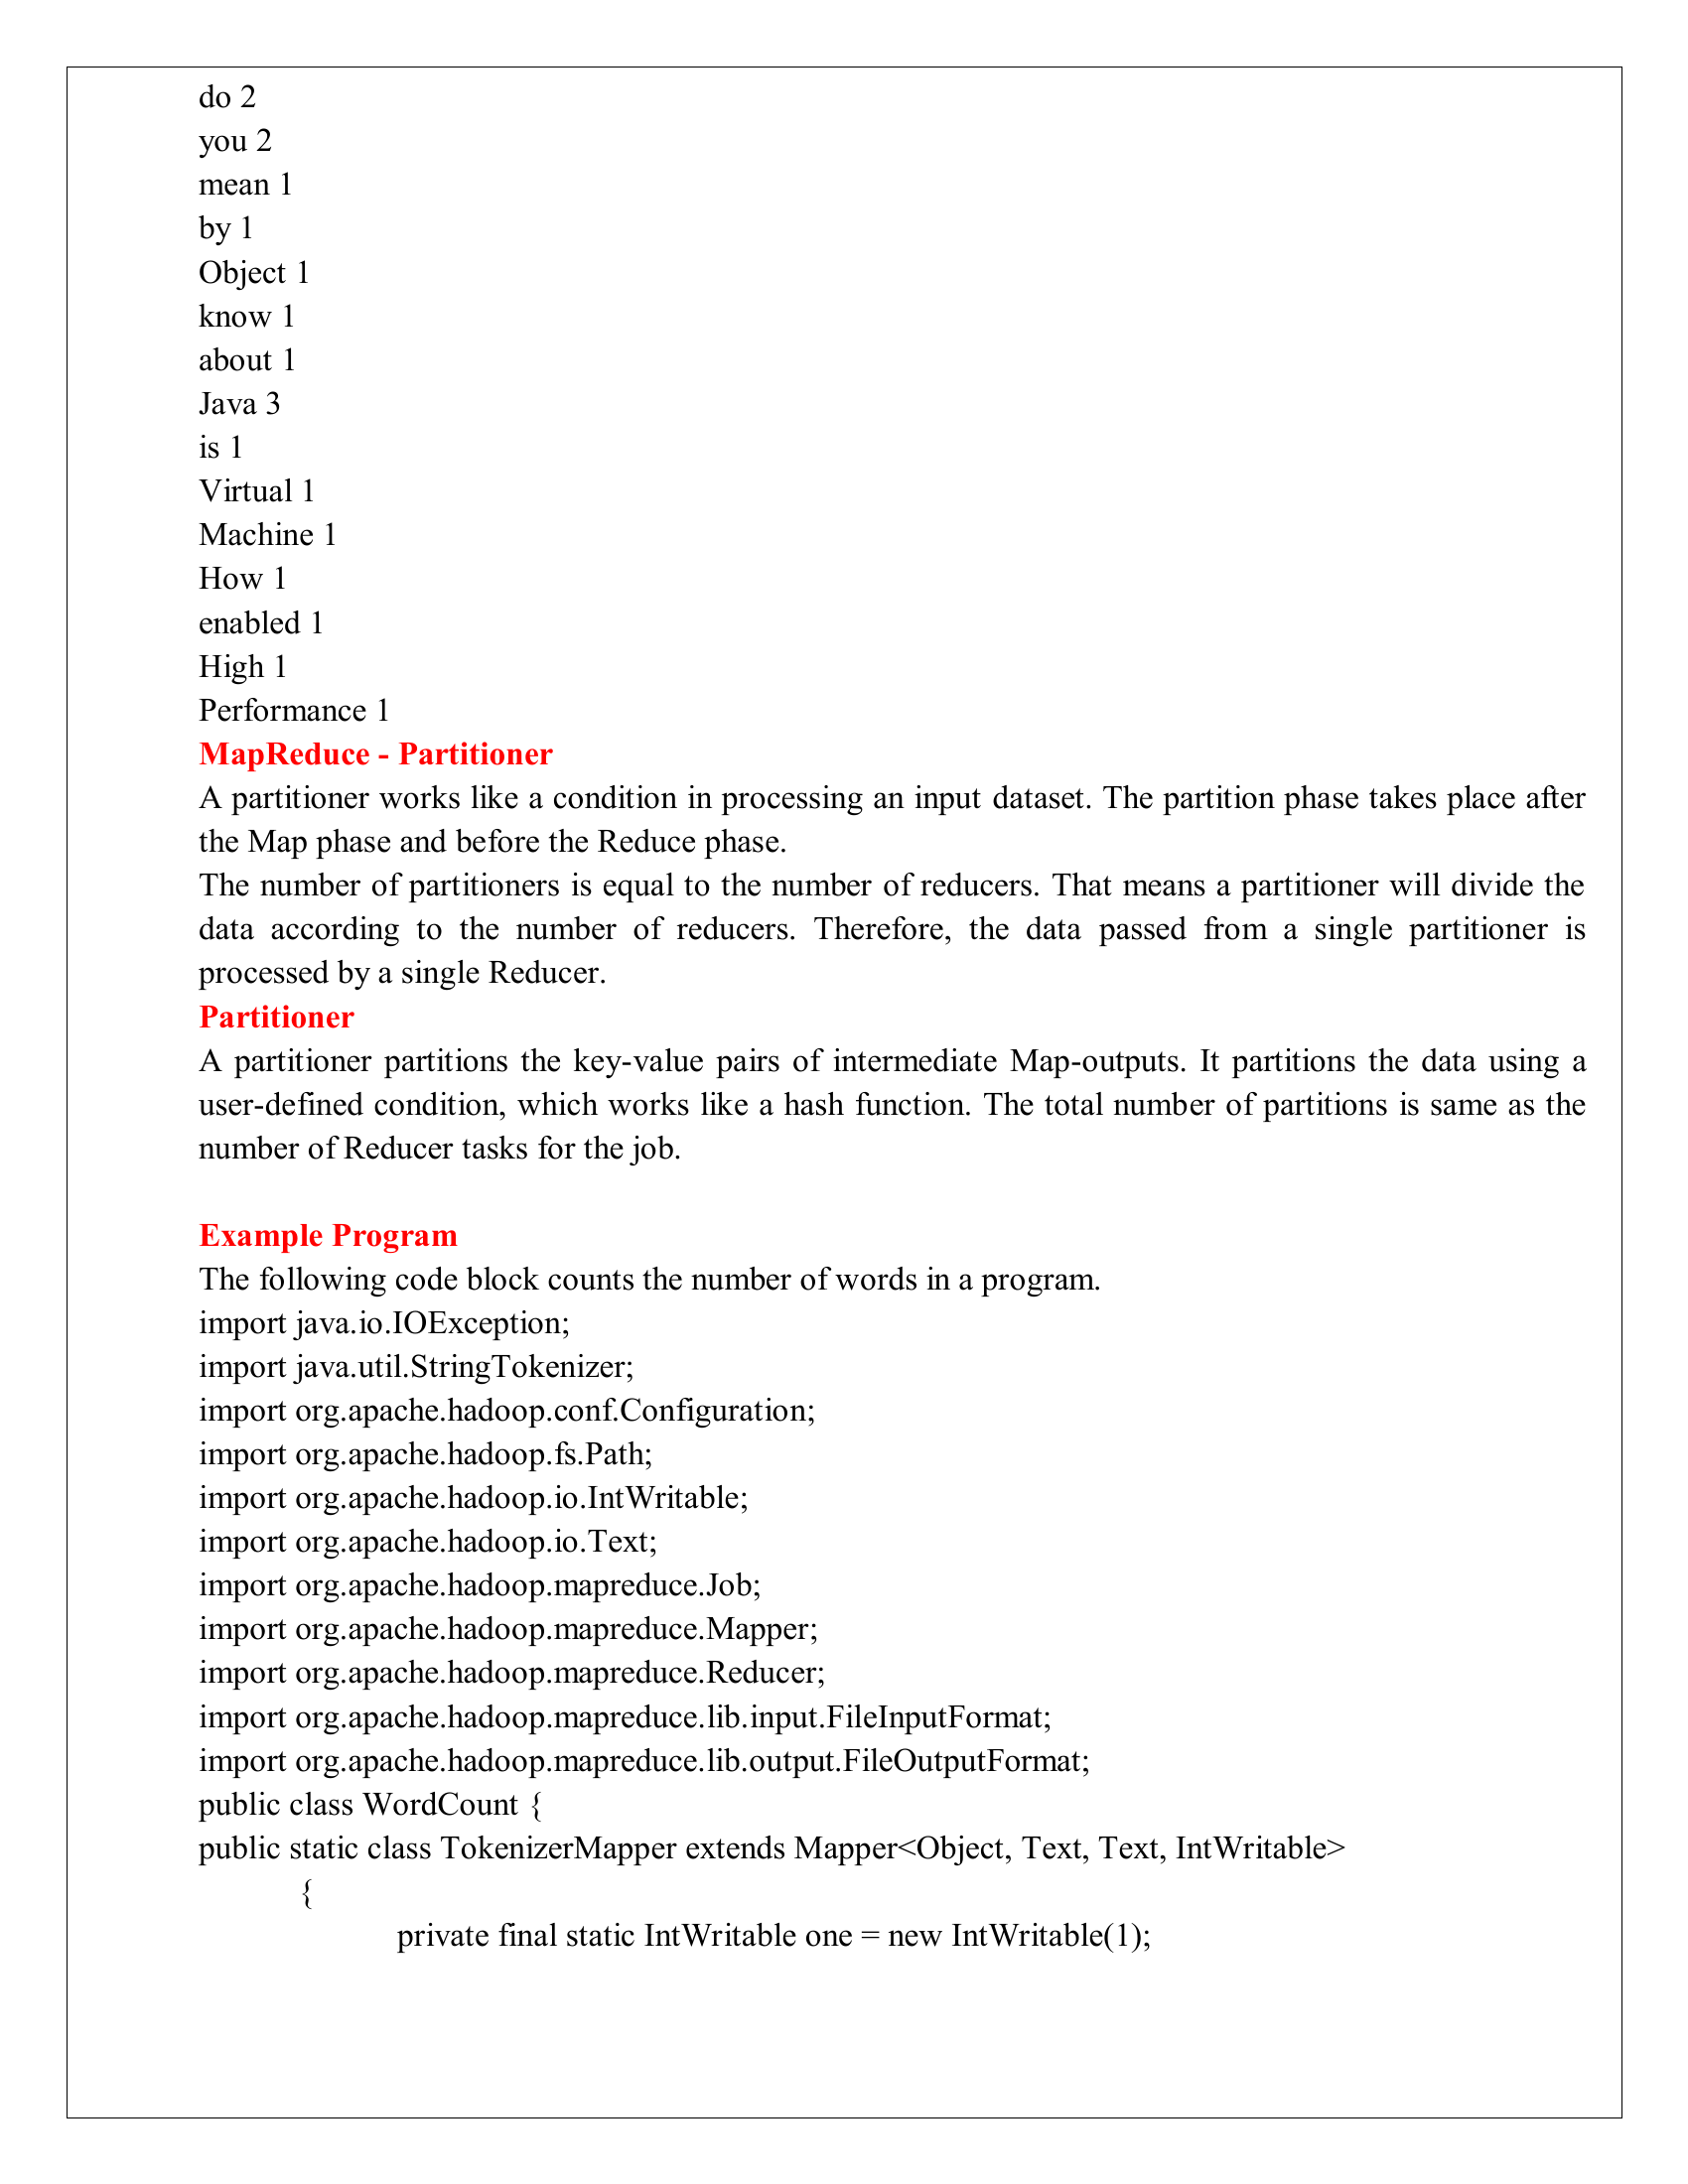 do 2
you 2
mean 1
by 1
Object 1
know 1
about 1
Java 3
is 1
Virtual 1
Machine 1
How 1
enabled 1
High 1
Performance 1
MapReduce - Partitioner
A partitioner works like a condition in processing an input dataset. The partition phase takes place after
the Map phase and before the Reduce phase.
The number of partitioners is equal to the number of reducers. That means a partitioner will divide the
data according to the number of reducers. Therefore, the data passed from a single partitioner is
processed by a single Reducer.
Partitioner
A partitioner partitions the key-value pairs of intermediate Map-outputs. It partitions the data using a
user-defined condition, which works like a hash function. The total number of partitions is same as the
number of Reducer tasks for the job.
Example Program
The following code block counts the number of words in a program.
import java.io.IOException;
import java.util.StringTokenizer;
import org.apache.hadoop.conf.Configuration;
import org.apache.hadoop.fs.Path;
import org.apache.hadoop.io.IntWritable;
import org.apache.hadoop.io.Text;
import org.apache.hadoop.mapreduce.Job;
import org.apache.hadoop.mapreduce.Mapper;
import org.apache.hadoop.mapreduce.Reducer;
import org.apache.hadoop.mapreduce.lib.input.FileInputFormat;
import org.apache.hadoop.mapreduce.lib.output.FileOutputFormat;
public class WordCount {
public static class TokenizerMapper extends Mapper<Object, Text, Text, IntWritable>
{
private final static IntWritable one = new IntWritable(1);